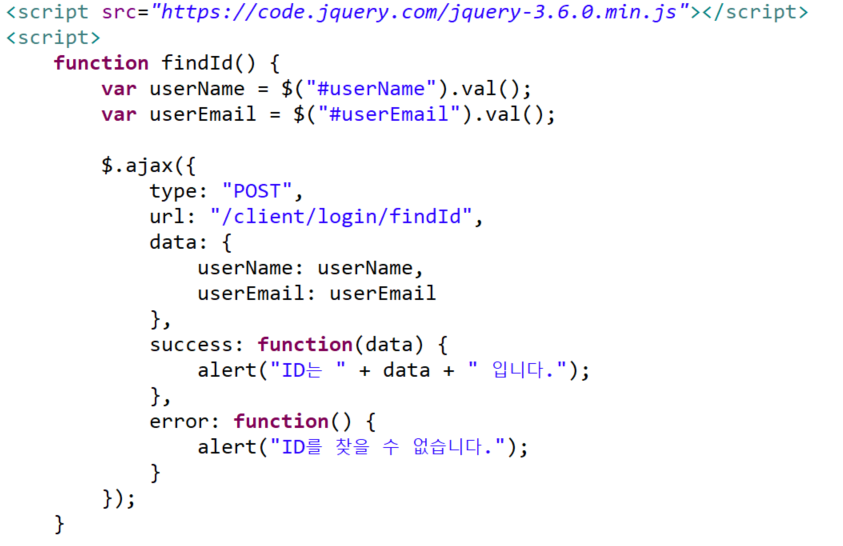 <script src="https://code.jquery.com/jquery-3.6.0.min.js"></script>
<script>
    function findId() {
        var userName = $("#userName").val();
        var userEmail = $("#userEmail").val();

        $.ajax({
            type: "POST",
            url: "/client/login/findId",
            data: {
                userName: userName,
                userEmail: userEmail
            },
            success: function(data) {
                alert("ID는 " + data + " 입니다.");
            },
            error: function() {
                alert("ID를 찾을 수 없습니다.");
            }
        });
    }